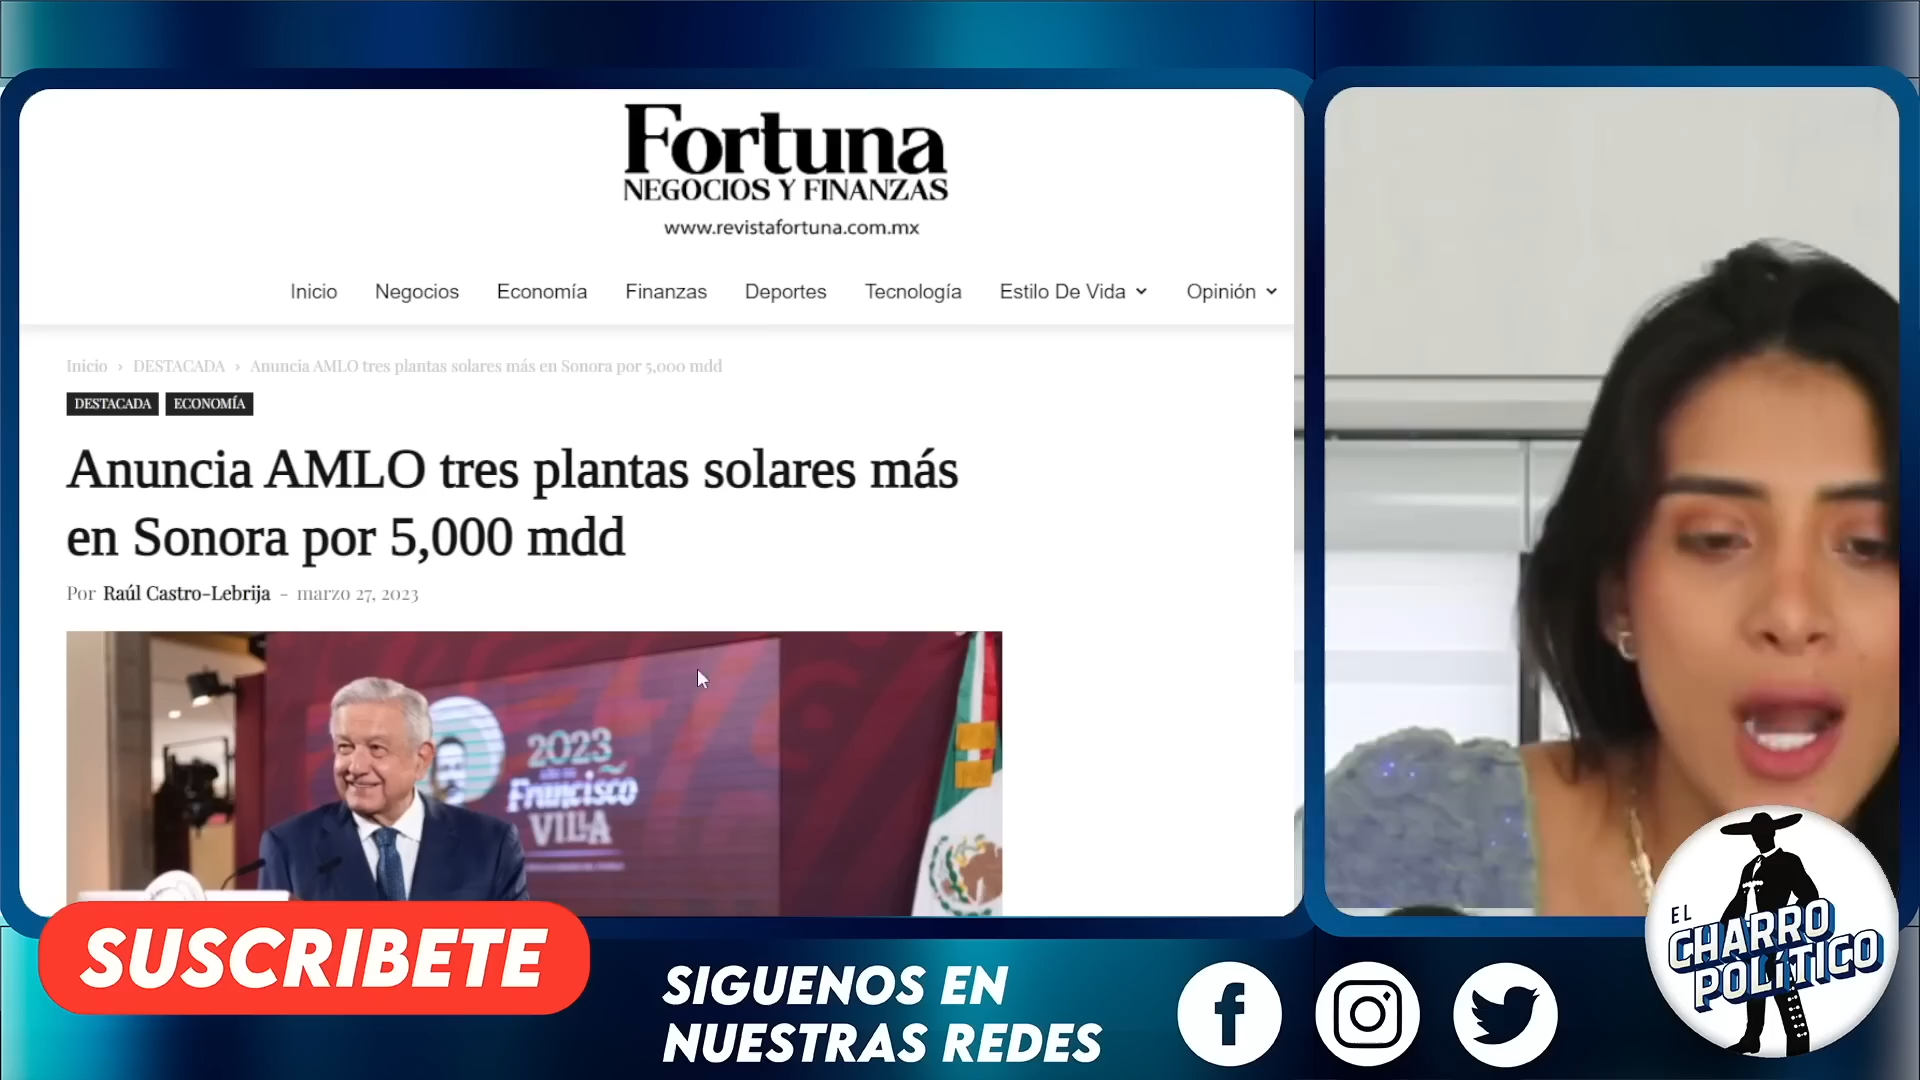 Fortuna
NEGOCIOS Y FINANZAS
www.revistafortuna.com.mx
Inicio Negocios Economía Finanzas Deportes Tecnología Estilo De Vida Opinión
Inicio › DESTACADA › Anuncia AMLO tres plantas solares más en Sonora por 5,000 mdd
DESTACADA ECONOMÍA
Anuncia AMLO tres plantas solares más
en Sonora por 5,000 mdd
Por Raúl Castro-Lebrija - marzo 27, 2023
2023
Francisco
VILLA
SUSCRIBETE
SIGUENOS EN
NUESTRAS REDES
EL
CHARRO
POLÍTICO